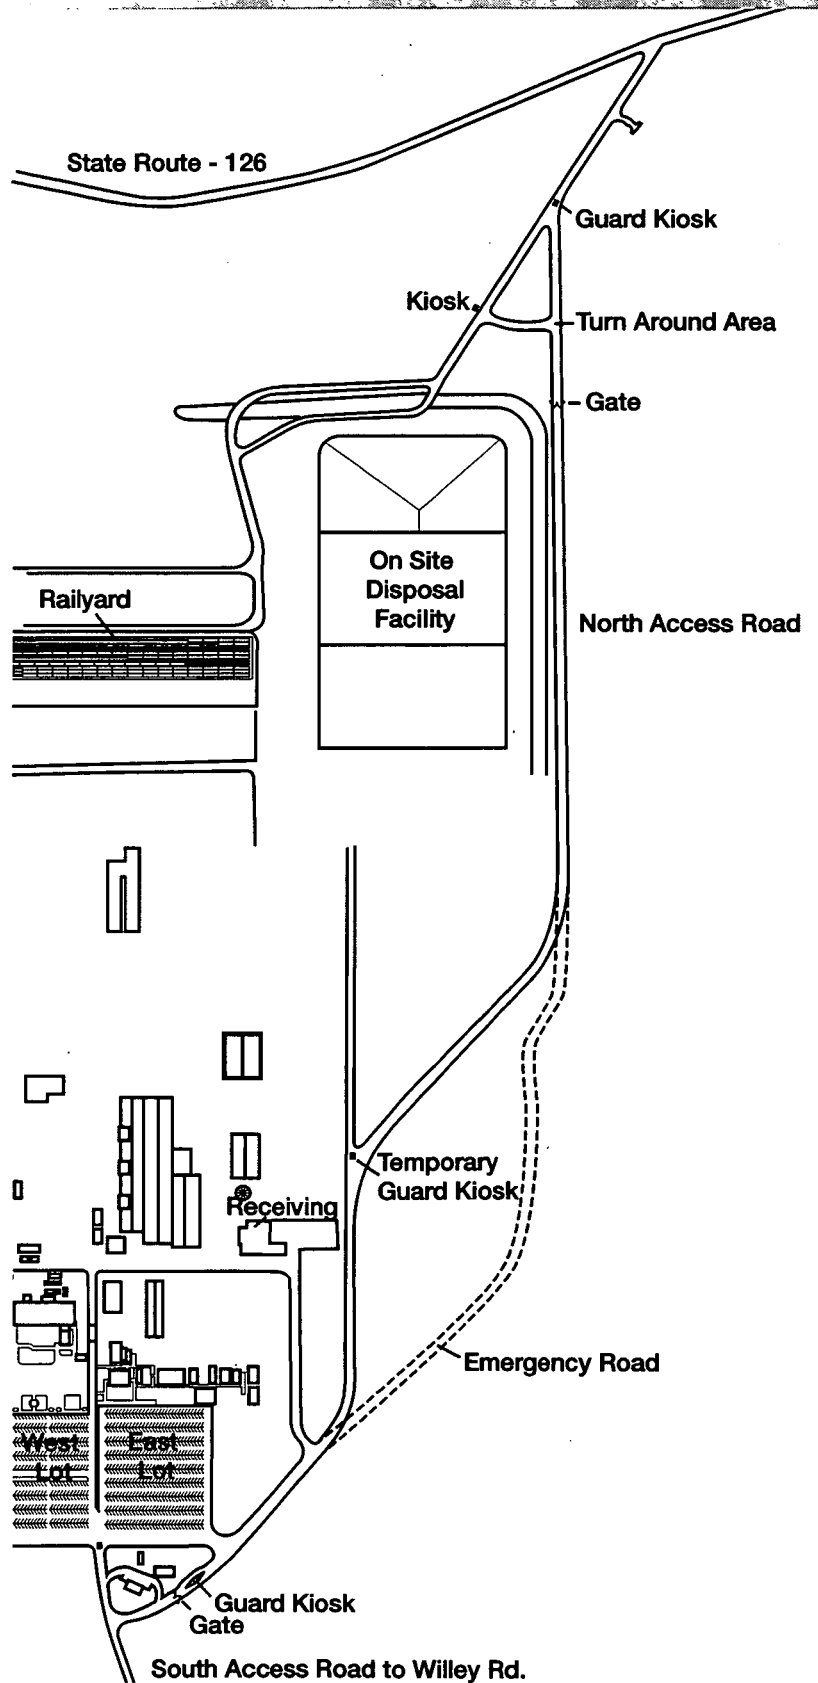 State Route - 126
Guard Kiosk
Kiosk
Turn Around Area
Gate
On Site
Disposal
Facility
Railyard
North Access Road
Temporary
Guard Kiosk
Receiving
Emergency Road
West
Lot
East
Lot
Guard Kiosk
Gate
South Access Road to Willey Rd.